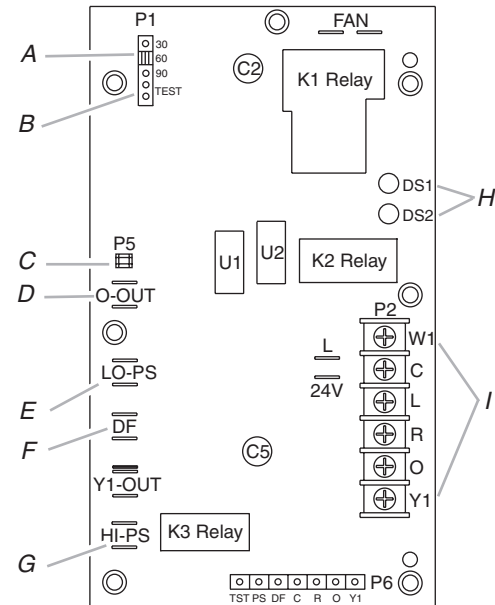 P1
FAN
A
30
60
90
TEST
B
C2
K1 Relay
DS1
DS2
H
P5
C
U1
U2
K2 Relay
D
O-OUT
P2
W1
L
C
24V
LO-PS
L
E
I
R
DF
F
O
C5
Y1-OUT
Y1
HI-PS
K3 Relay
G
P6
TST PS DF C R O Y1